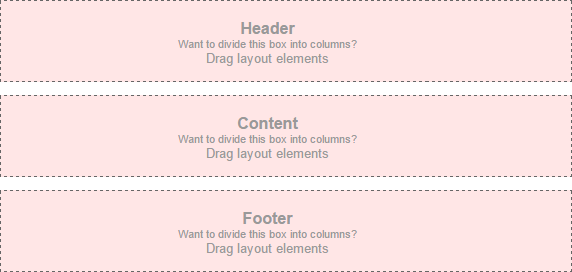 Header
Want to divide this box into columns?
Drag layout elements
Content
Want to divide this box into columns?
Drag layout elements
Footer
Want to divide this box into columns?
Drag layout elements